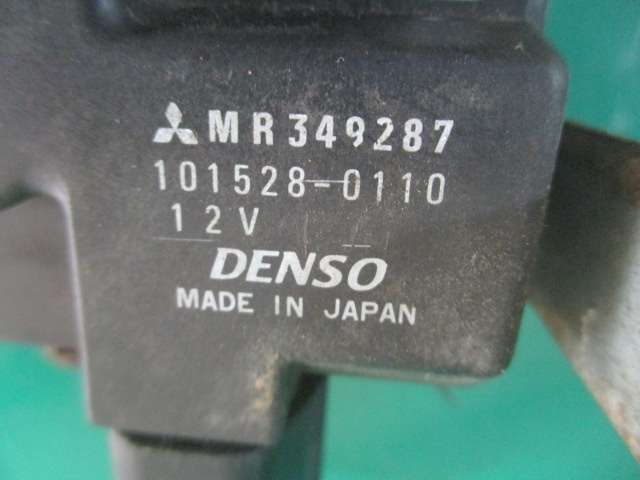 MR349287
101528-0110
12V
DENSO
MADE IN JAPAN